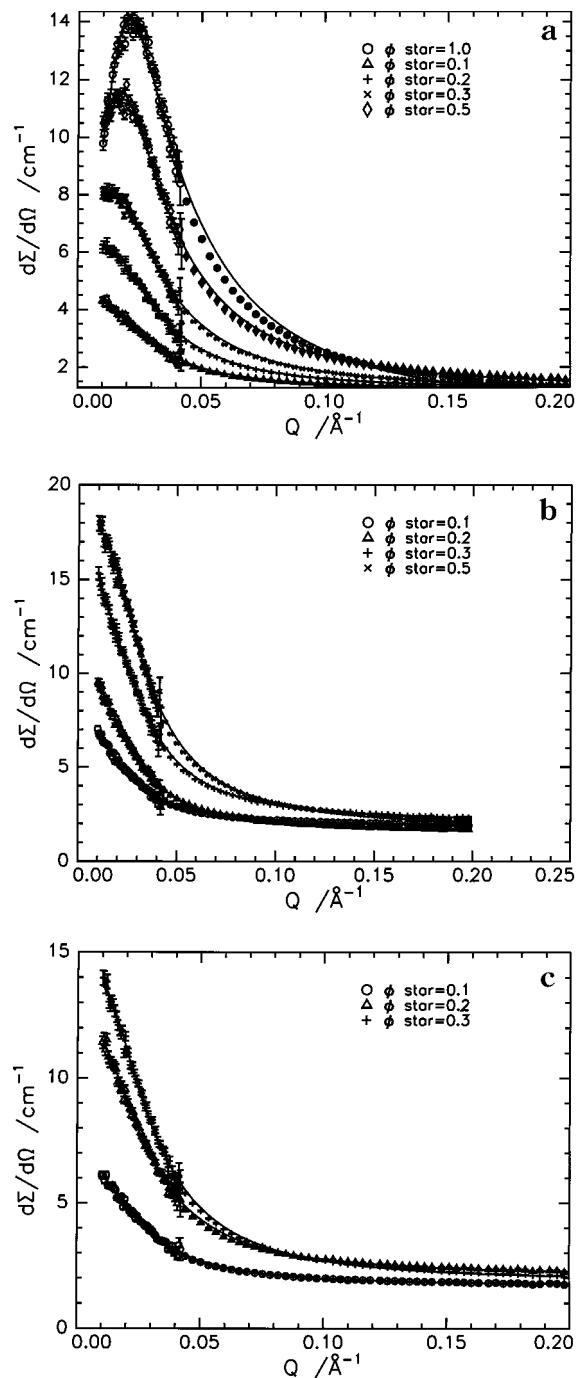 14
12
10
8
6
4
2
a
○ ϕ star=1.0
△ ϕ star=0.1
+ ϕ star=0.2
× ϕ star=0.3
◇ ϕ star=0.5
dΣ/dΩ /cm⁻¹
0.00 0.05 0.10 0.15 0.20
Q /Å⁻¹
20
15
10
5
0
b
○ ϕ star=0.1
△ ϕ star=0.2
+ ϕ star=0.3
× ϕ star=0.5
dΣ/dΩ /cm⁻¹
0.00 0.05 0.10 0.15 0.20 0.25
Q /Å⁻¹
15
10
5
0
c
○ ϕ star=0.1
△ ϕ star=0.2
+ ϕ star=0.3
dΣ/dΩ /cm⁻¹
0.00 0.05 0.10 0.15 0.20
Q /Å⁻¹